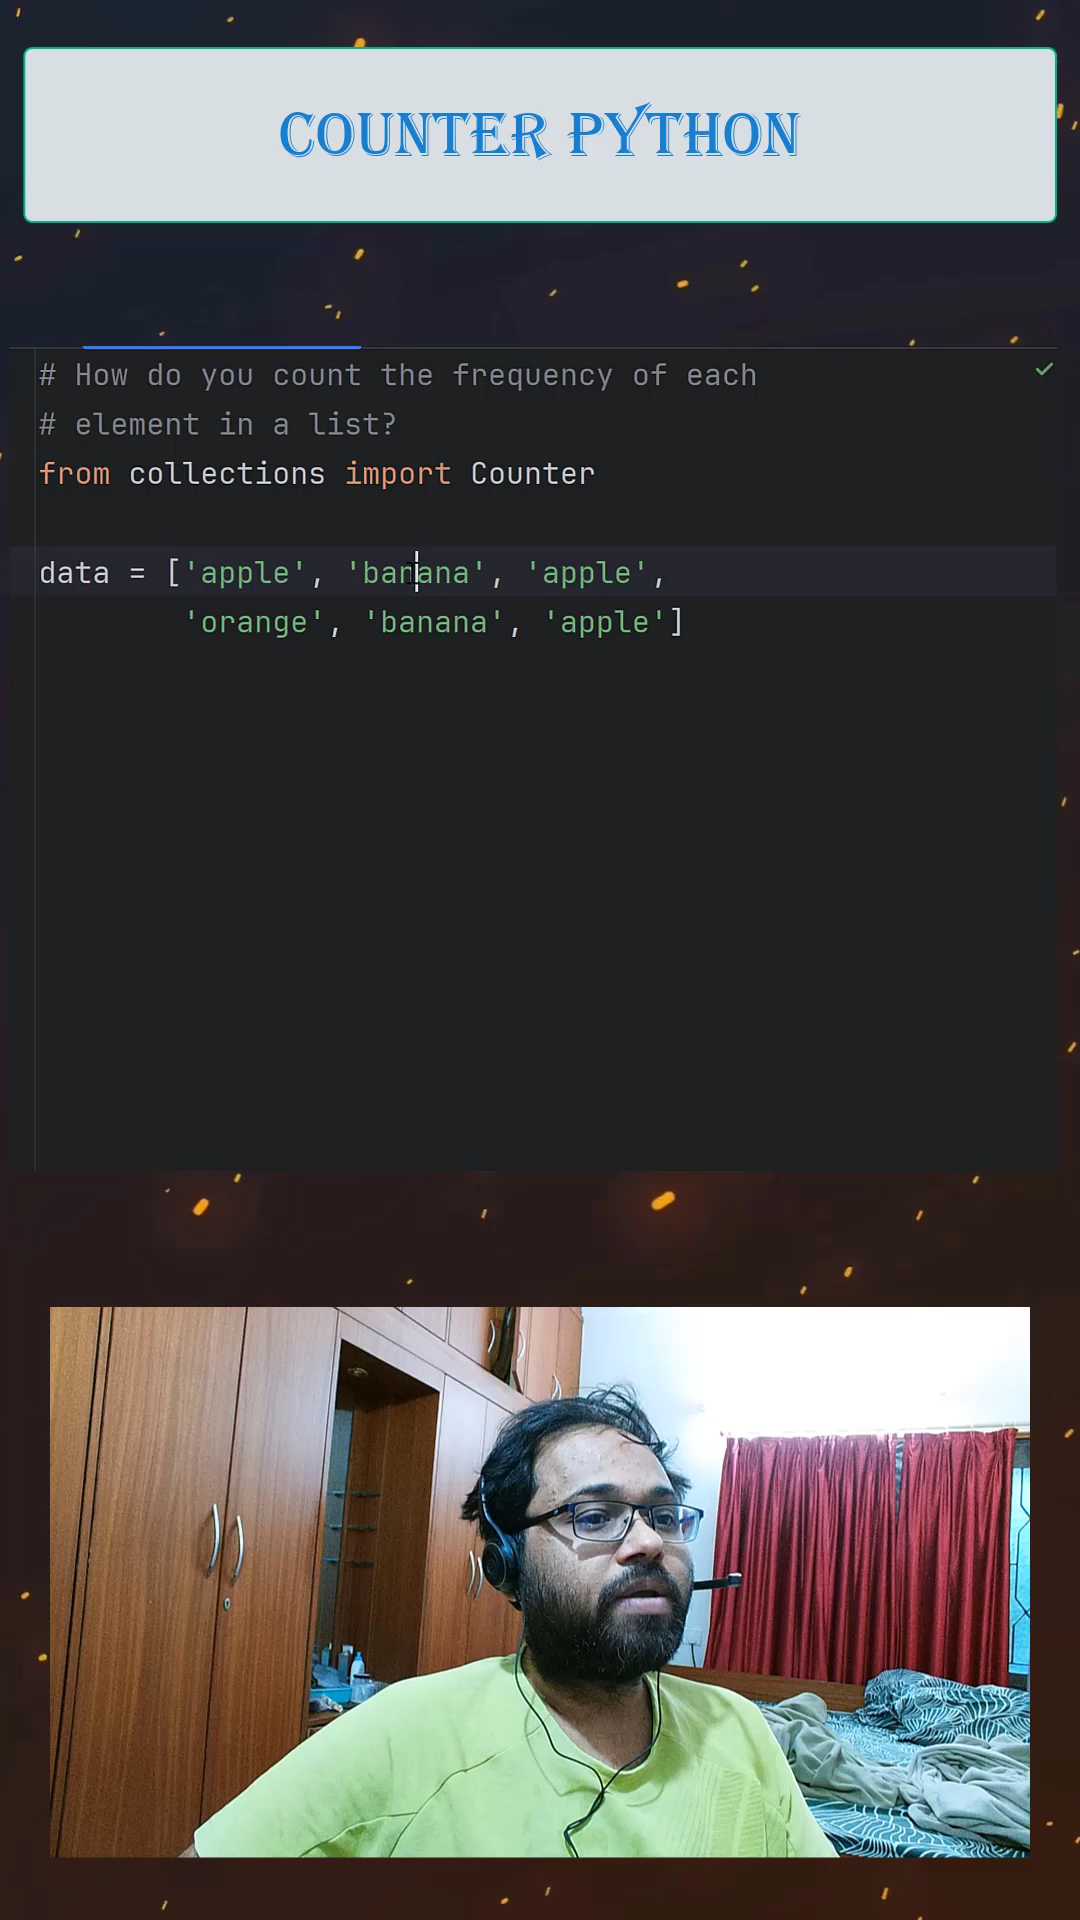 COUNTER PYTHON
# How do you count the frequency of each
# element in a list?
from collections import Counter
data = ['apple', 'banana', 'apple',
'orange', 'banana', 'apple']